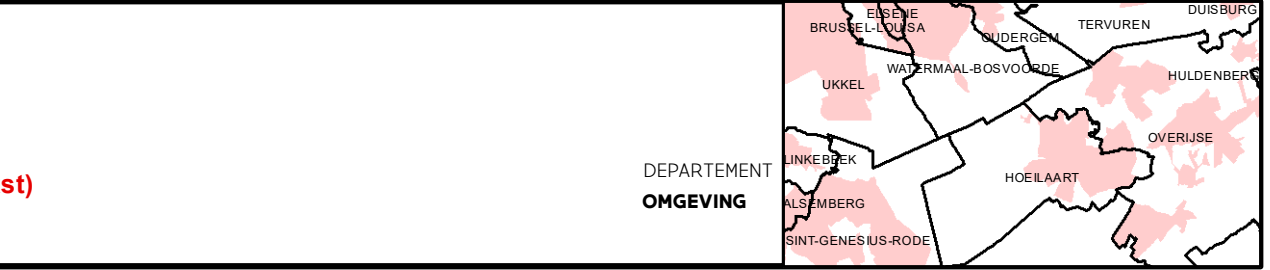 st)
DEPARTEMENT
OMGEVING
DUISBURG
ELSENE
TERVUREN
BRUSSEL-LOUISA
OUDERGEM
WATERMAAL-BOSVOORDE
HULDENBERG
UKKEL
OVERIJSE
LINKEBEEK
HOEILAART
ALSEMBERG
SINT-GENESIUS-RODE